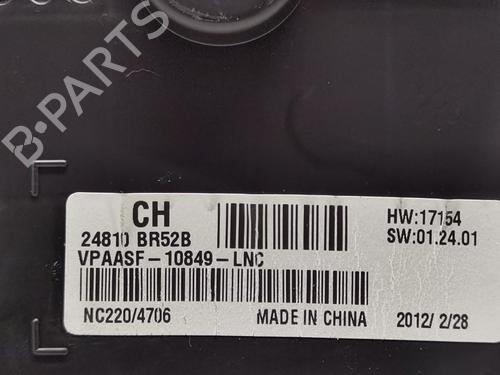 B-PARTS
CH
24810 BR52B
VPAASF-10849-LNC
NC220/4706
MADE IN CHINA
HW:17154
SW:01.24.01
2012/ 2/28